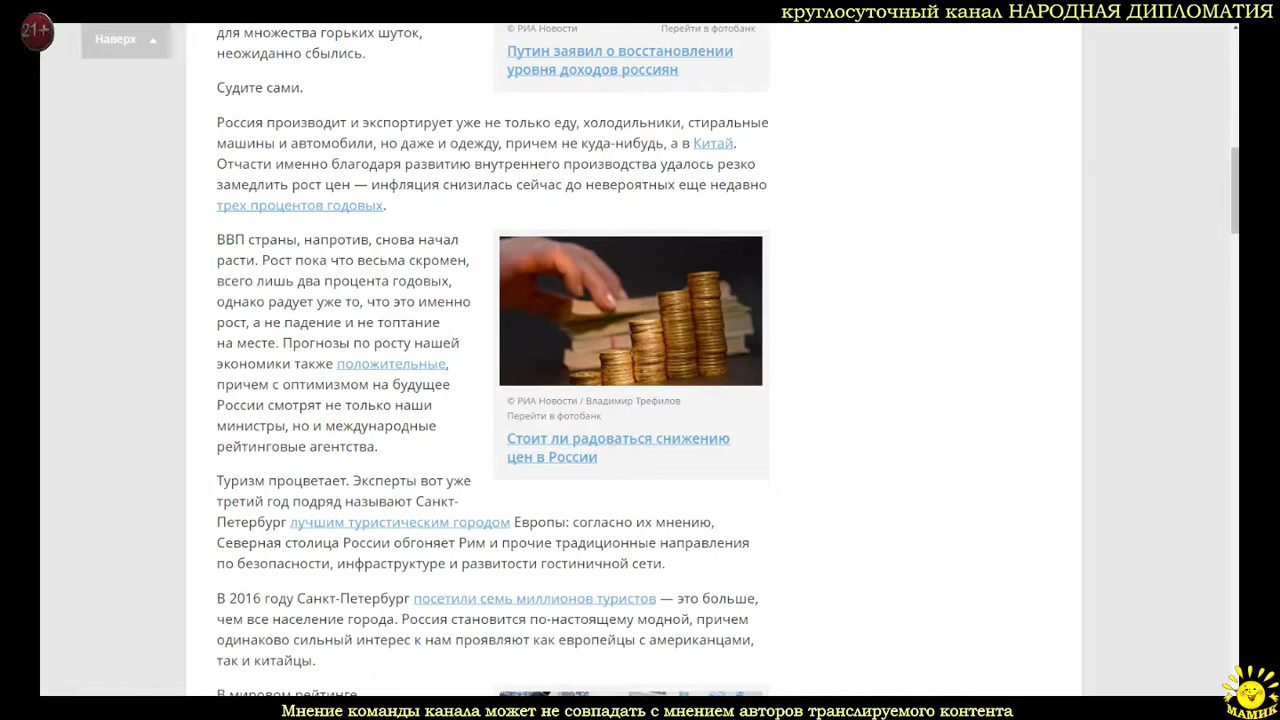 круглосуточный канал НАРОДНАЯ ДИПЛОМАТИЯ
21+
Наверх
для множества горьких шуток,
неожиданно сбылись.
© РИА Новости
Перейти в фотобанк
Путин заявил о восстановлении
уровня доходов россиян
Судите сами.
Россия производит и экспортирует уже не только еду, холодильники, стиральные
машины и автомобили, но даже и одежду, причем не куда-нибудь, а в Китай.
Отчасти именно благодаря развитию внутреннего производства удалось резко
замедлить рост цен — инфляция снизилась сейчас до невероятных еще недавно
трех процентов годовых.
ВВП страны, напротив, снова начал
расти. Рост пока что весьма скромен,
всего лишь два процента годовых,
однако радует уже то, что это именно
рост, а не падение и не топтание
на месте. Прогнозы по росту нашей
экономики также положительные,
причем с оптимизмом на будущее
России смотрят не только наши
министры, но и международные
рейтинговые агентства.
© РИА Новости / Владимир Трефилов
Перейти в фотобанк
Стоит ли радоваться снижению
цен в России
Туризм процветает. Эксперты вот уже
третий год подряд называют Санкт-
Петербург лучшим туристическим городом Европы: согласно их мнению,
Северная столица России обгоняет Рим и прочие традиционные направления
по безопасности, инфраструктуре и развитости гостиничной сети.
В 2016 году Санкт-Петербург посетили семь миллионов туристов — это больше,
чем все население города. Россия становится по-настоящему модной, причем
одинаково сильный интерес к нам проявляют как европейцы с американцами,
так и китайцы.
В мировом рейтинге
Мнение команды канала может не совпадать с мнением авторов транслируемого контента
МАМИК